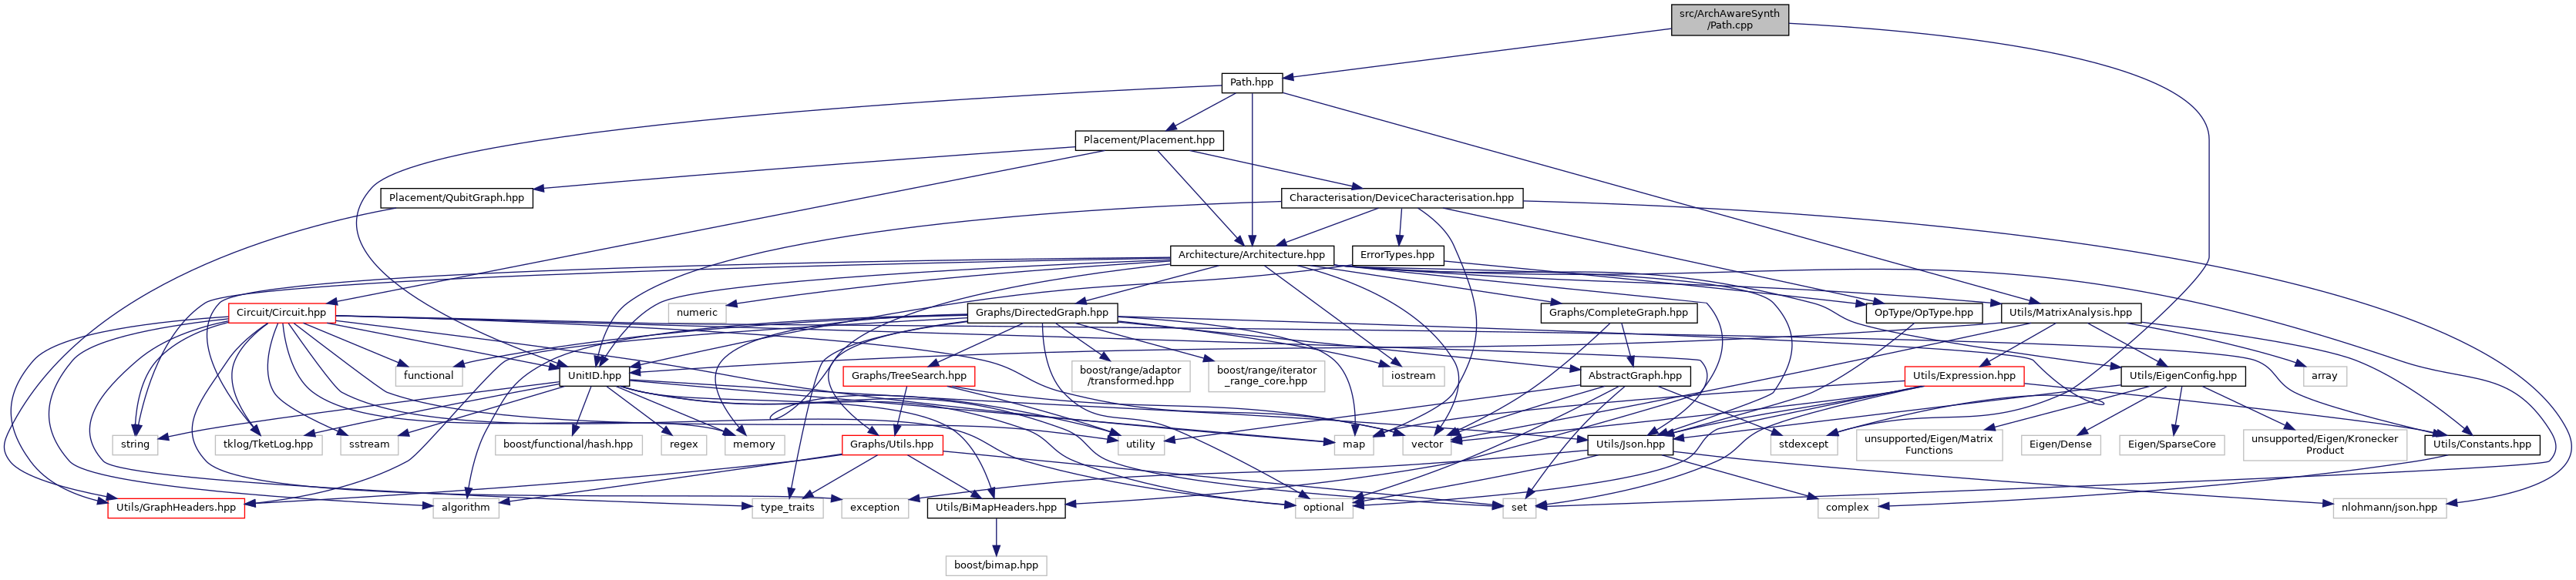 src/ArchAwareSynth
/Path.cpp
Path.hpp
Placement/Placement.hpp
Placement/QubitGraph.hpp
Characterisation/DeviceCharacterisation.hpp
Architecture/Architecture.hpp
ErrorTypes.hpp
Circuit/Circuit.hpp
numeric
Graphs/DirectedGraph.hpp
Graphs/CompleteGraph.hpp
OpType/OpType.hpp
Utils/MatrixAnalysis.hpp
functional
UnitID.hpp
Graphs/TreeSearch.hpp
boost/range/adaptor
/transformed.hpp
boost/range/iterator
_range_core.hpp
iostream
AbstractGraph.hpp
Utils/Expression.hpp
Utils/EigenConfig.hpp
array
string
tklog/TketLog.hpp
sstream
boost/functional/hash.hpp
regex
memory
Graphs/Utils.hpp
utility
map
vector
Utils/Json.hpp
stdexcept
unsupported/Eigen/Matrix
Functions
Eigen/Dense
Eigen/SparseCore
unsupported/Eigen/Kronecker
Product
Utils/Constants.hpp
Utils/GraphHeaders.hpp
algorithm
type_traits
exception
Utils/BiMapHeaders.hpp
optional
set
complex
nlohmann/json.hpp
boost/bimap.hpp